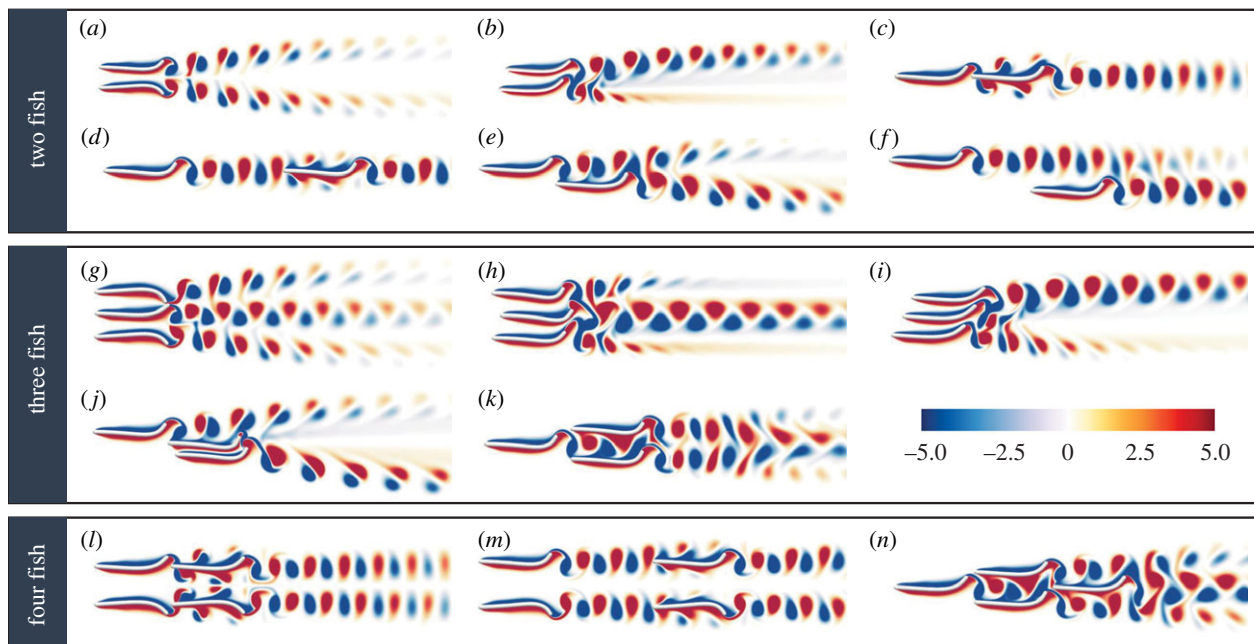 two fish
(a)
(b)
(c)
(d)
(e)
(f)
three fish
(g)
(h)
(i)
(j)
(k)
−5.0 −2.5 0 2.5 5.0
four fish
(l)
(m)
(n)